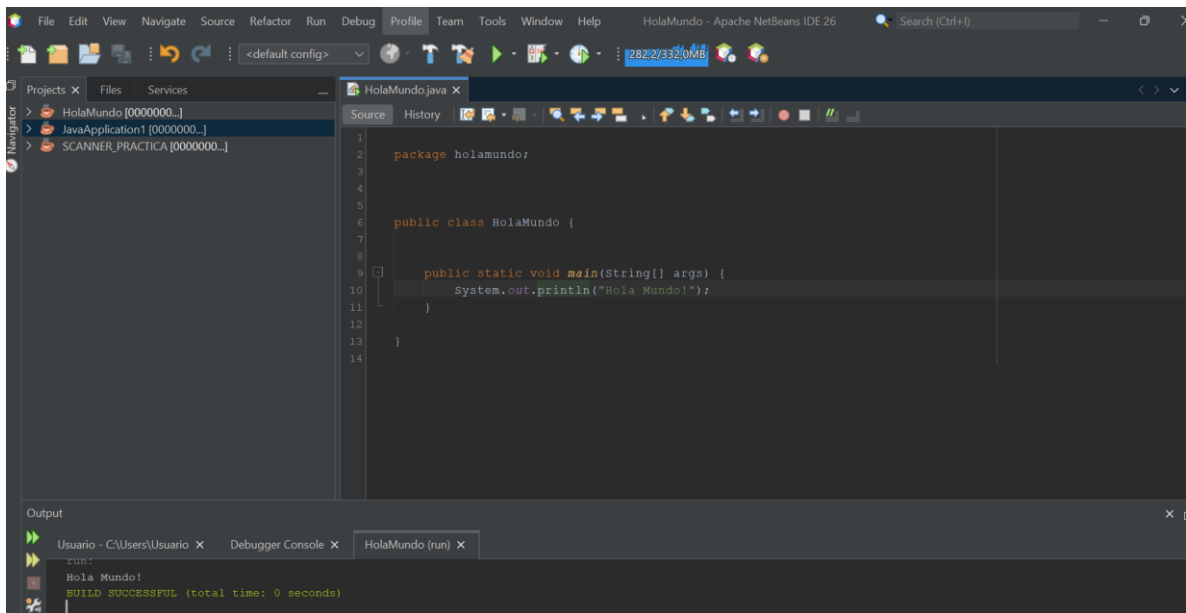 File Edit View Navigate Source Refactor Run Debug Profile Team Tools Window Help HolaMundo - Apache NetBeans IDE 26 Search (Ctrl+I)
<default config> 282,2/332,0MB
Projects Files Services
HolaMundo.java
Navigator
HolaMundo [0000000...]
JavaApplication1 [0000000...]
SCANNER_PRACTICA [0000000...]
Source History
1
2 package holamundo;
3
4
5
6 public class HolaMundo {
7
8
9 public static void main(String[] args) {
10 System.out.println("Hola Mundo!");
11 }
12
13 }
14
Output
Usuario - C:\Users\Usuario Debugger Console HolaMundo (run)
run:
Hola Mundo!
BUILD SUCCESSFUL (total time: 0 seconds)